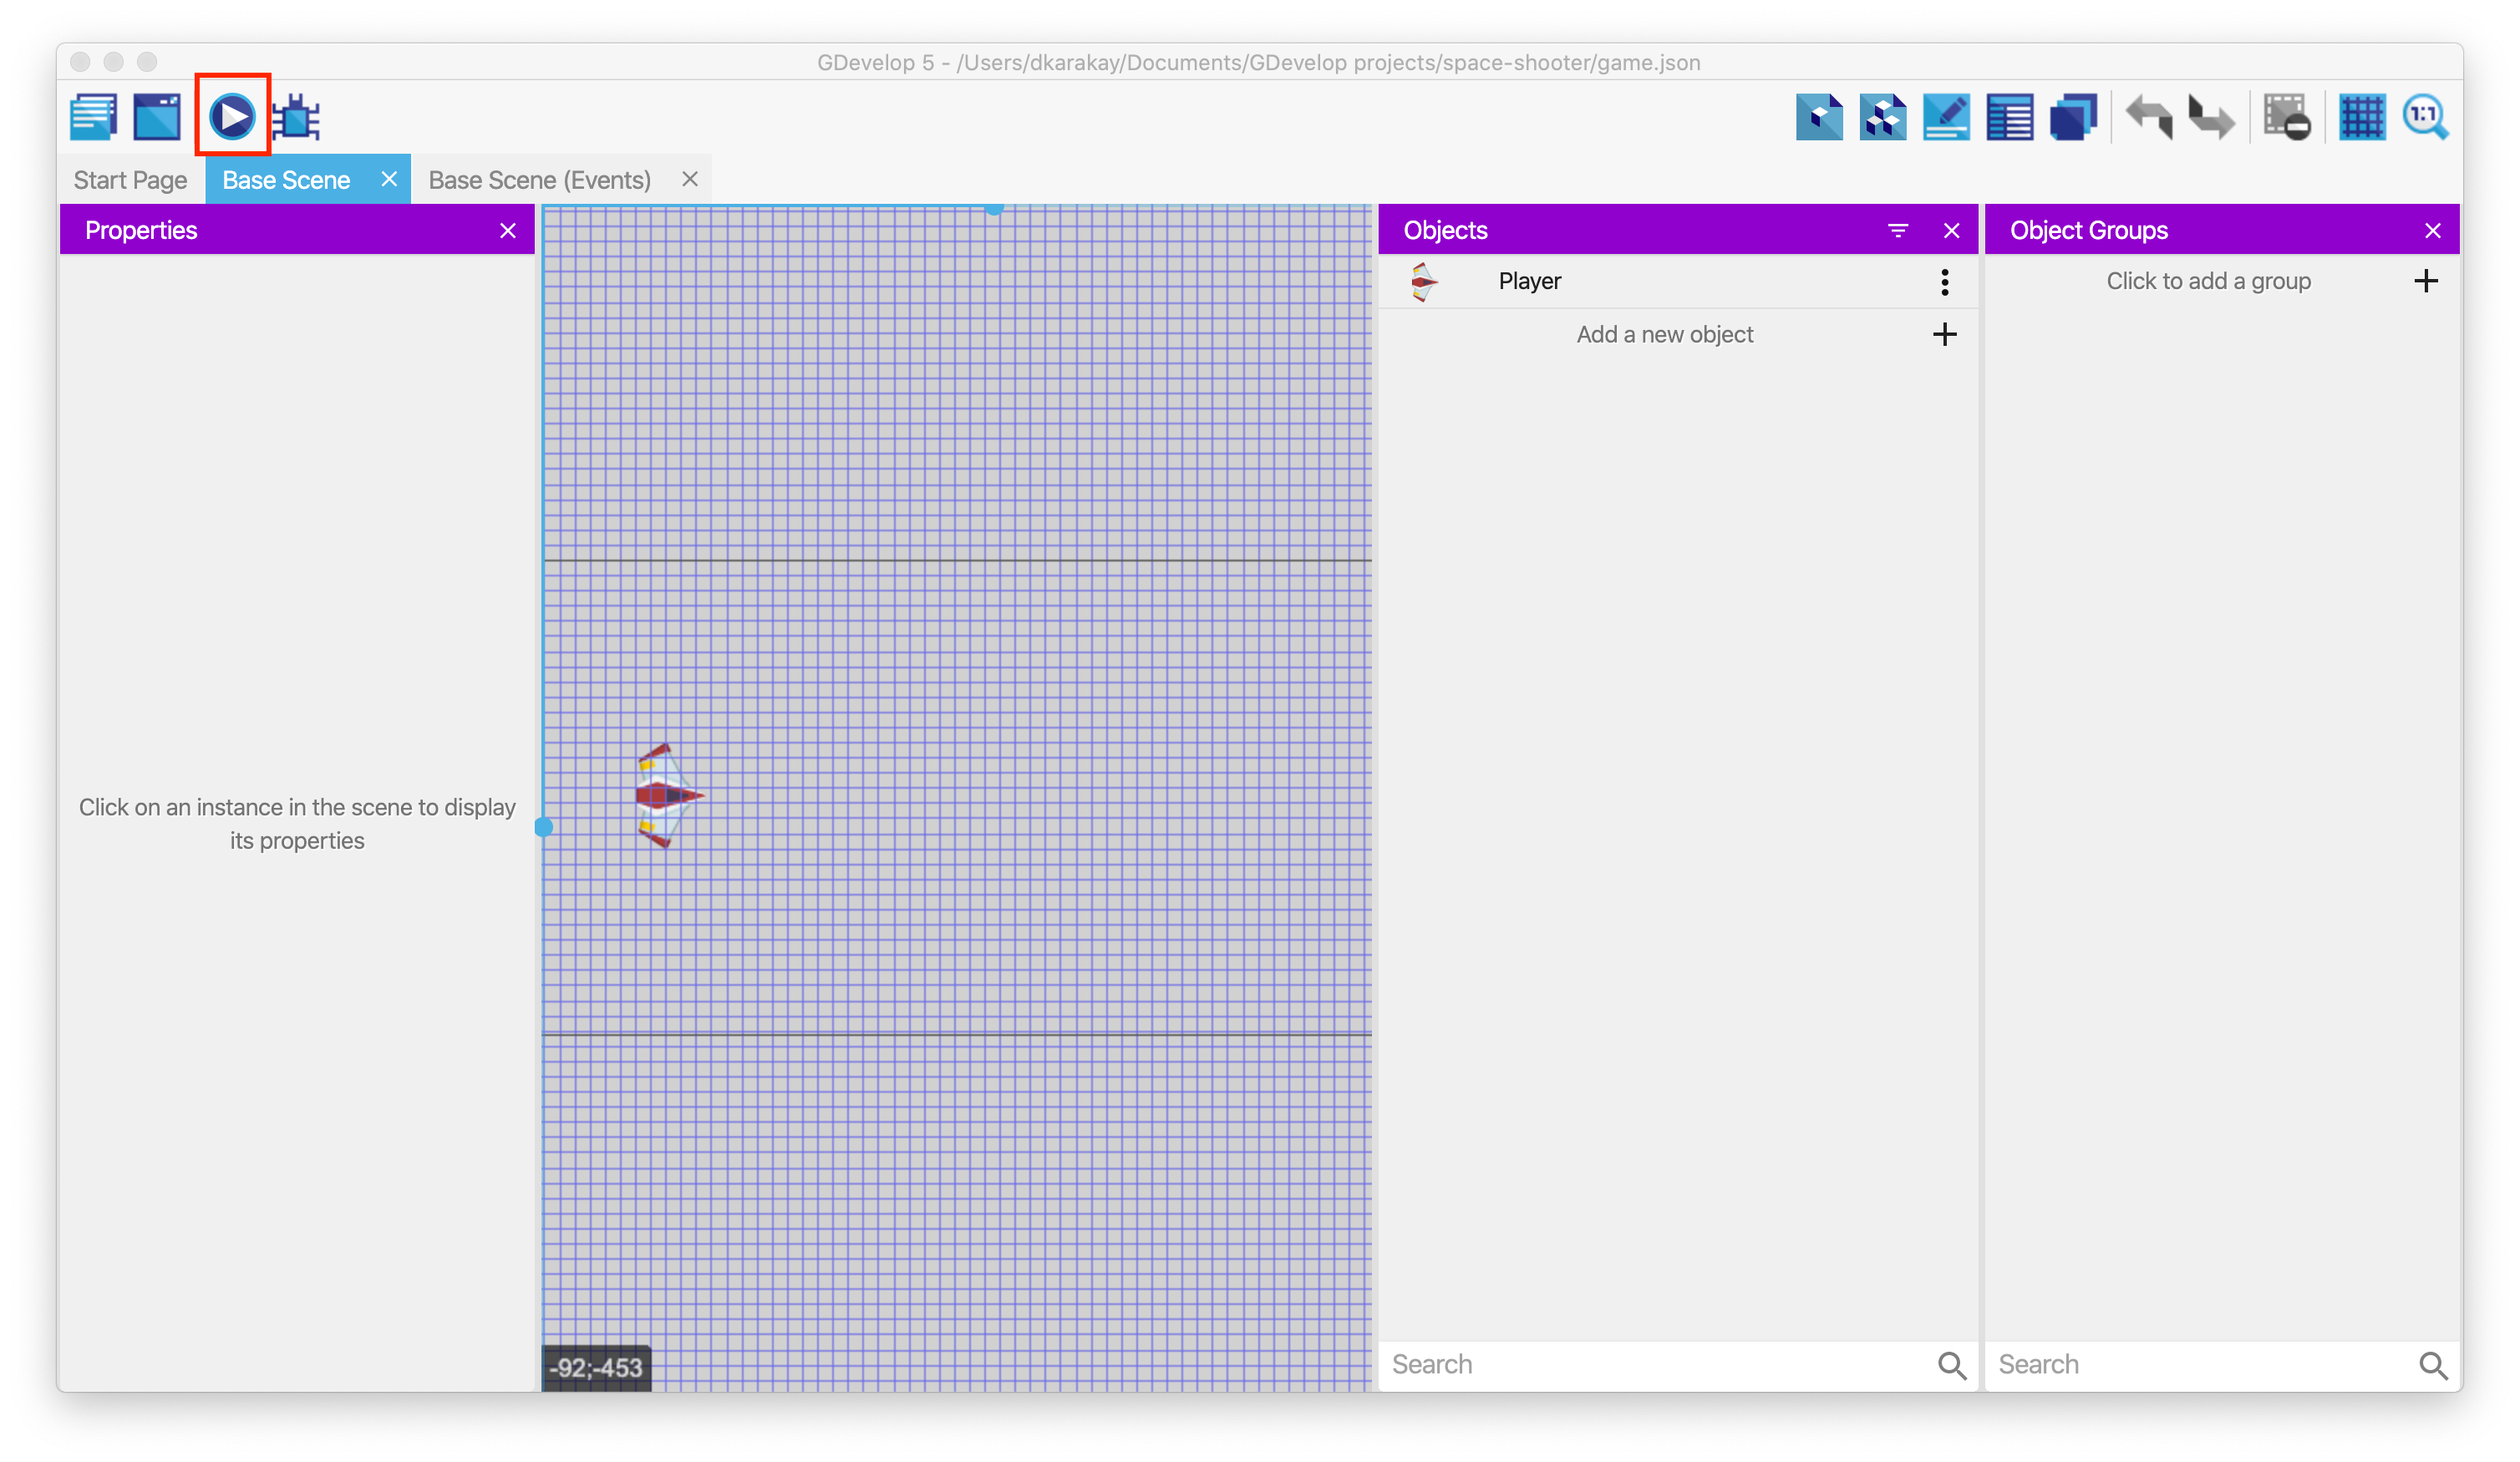 GDevelop 5 - /Users/dkarakay/Documents/GDevelop projects/space-shooter/game.json
1:1
Start Page
Base Scene
Base Scene (Events)
Properties
Objects
Object Groups
Player
Click to add a group
Add a new object
Click on an instance in the scene to display
its properties
-92;-453
Search
Search